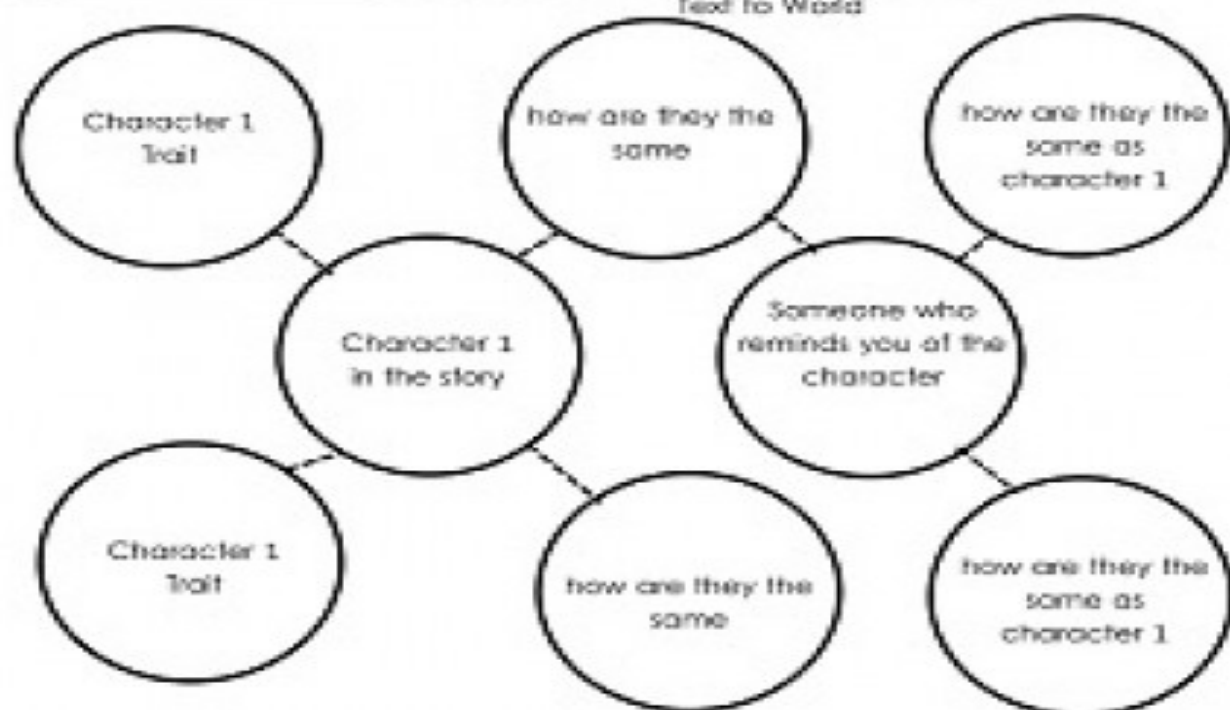 Text to World
Character 1
Trait
how are they the
same
how are they the
same as
character 1
Character 1
in the story
Someone who
reminds you of the
character
Character 1
Trait
how are they the
same
how are they the
same as
character 1